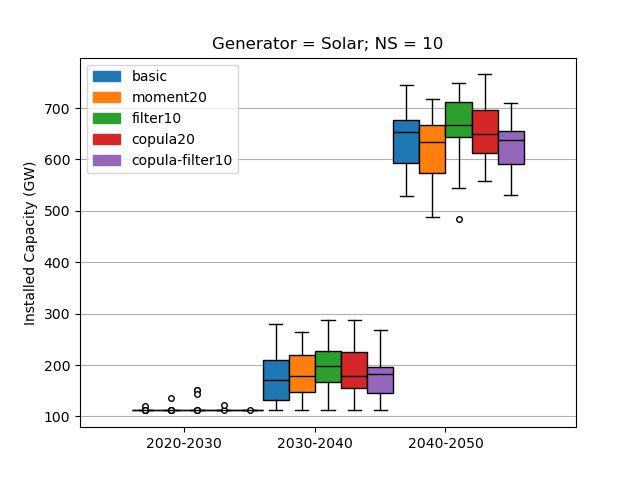 Generator = Solar; NS = 10
basic
moment20
filter10
copula20
copula-filter10
Installed Capacity (GW)
700
600
500
400
300
200
100
2020-2030
2030-2040
2040-2050